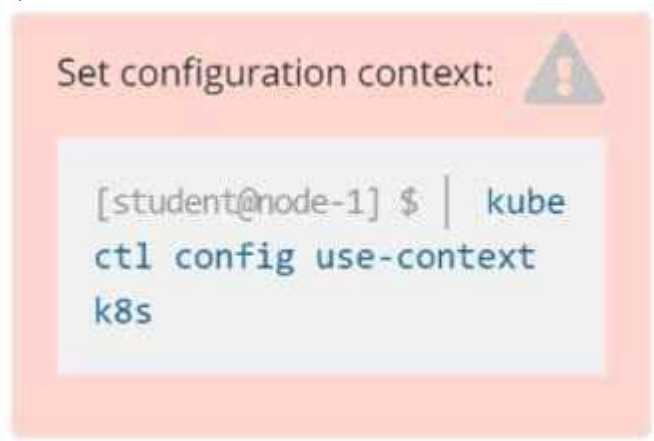 Set configuration context:
[student@node-1] $ | kube
ctl config use-context
k8s